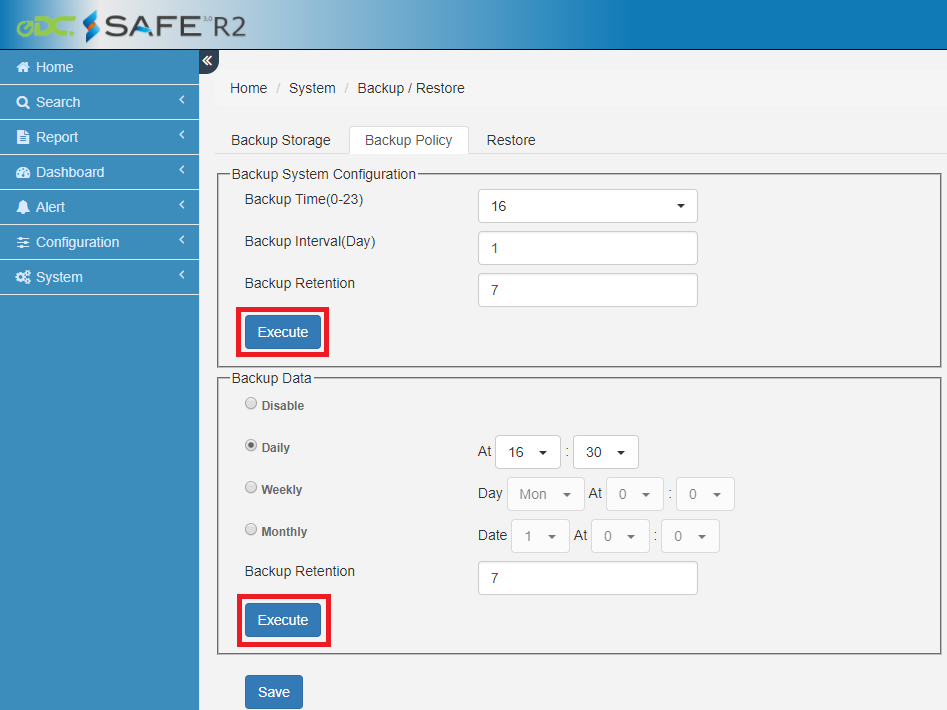 GDC. SAFE 3.0 R2
«
Home
Search
Report
Dashboard
Alert
Configuration
System
Home / System / Backup / Restore
Backup Storage Backup Policy Restore
Backup System Configuration
Backup Time(0-23) 16
Backup Interval(Day) 1
Backup Retention 7
Execute
Backup Data
Disable
Daily At 16 : 30
Weekly Day Mon At 0 : 0
Monthly Date 1 At 0 : 0
Backup Retention 7
Execute
Save